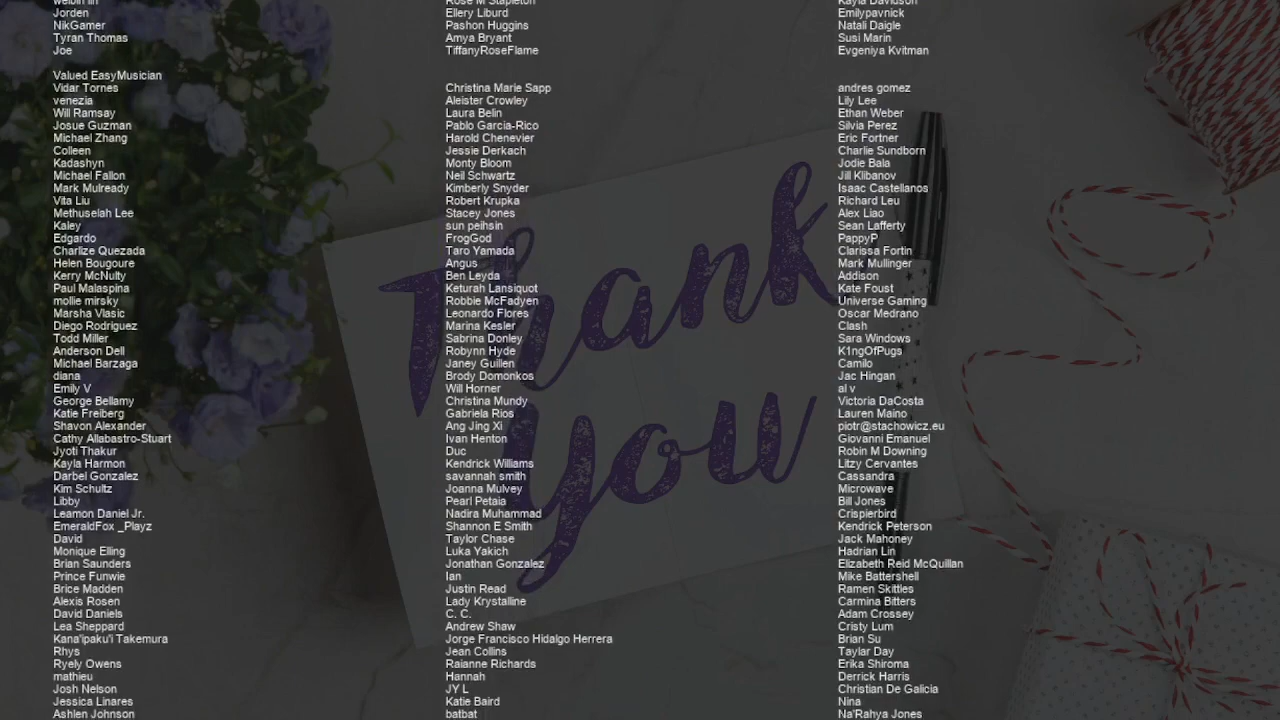 weibin lin
Jorden
NikGamer
Tyran Thomas
Joe
Valued EasyMusician
Vidar Tornes
venezia
Will Ramsay
Josue Guzman
Michael Zhang
Colleen
Kadashyn
Michael Fallon
Mark Mulready
Vita Liu
Methuselah Lee
Kaley
Edgardo
Charlize Quezada
Helen Bougoure
Kerry McNulty
Paul Malaspina
mollie mirsky
Marsha Vlasic
Diego Rodriguez
Todd Miller
Anderson Dell
Michael Barzaga
diana
Emily V
George Bellamy
Katie Freiberg
Shavon Alexander
Cathy Allabastro-Stuart
Jyoti Thakur
Kayla Harmon
Darbel Gonzalez
Kim Schultz
Libby
Leamon Daniel Jr.
EmeraldFox _Playz
David
Monique Elling
Brian Saunders
Prince Funwie
Brice Madden
Alexis Rosen
David Daniels
Lea Sheppard
Kana'ipaku'i Takemura
Rhys
Ryely Owens
mathieu
Josh Nelson
Jessica Linares
Ashlen Johnson
Rose M Stapleton
Ellery Liburd
Pashon Huggins
Amya Bryant
TiffanyRoseFlame
Christina Marie Sapp
Aleister Crowley
Laura Belin
Pablo Garcia-Rico
Harold Chenevier
Jessie Derkach
Monty Bloom
Neil Schwartz
Kimberly Snyder
Robert Krupka
Stacey Jones
sun peihsin
FrogGod
Taro Yamada
Angus
Ben Leyda
Keturah Lansiquot
Robbie McFadyen
Leonardo Flores
Marina Kesler
Sabrina Donley
Robynn Hyde
Janey Guillen
Brody Domonkos
Will Horner
Christina Mundy
Gabriela Rios
Ang Jing Xi
Ivan Henton
Duc
Kendrick Williams
savannah smith
Joanna Mulvey
Pearl Petaia
Nadira Muhammad
Shannon E Smith
Taylor Chase
Luka Yakich
Jonathan Gonzalez
Ian
Justin Read
Lady Krystalline
C. C.
Andrew Shaw
Jorge Francisco Hidalgo Herrera
Jean Collins
Raianne Richards
Hannah
JY L
Katie Baird
batbat
Kayla Davidson
Emilypavnick
Natali Daigle
Susi Marin
Evgeniya Kvitman
andres gomez
Lily Lee
Ethan Weber
Silvia Perez
Eric Fortner
Charlie Sundborn
Jodie Bala
Jill Klibanov
Isaac Castellanos
Richard Leu
Alex Liao
Sean Lafferty
PappyP
Clarissa Fortin
Mark Mullinger
Addison
Kate Foust
Universe Gaming
Oscar Medrano
Clash
Sara Windows
K1ngOfPugs
Camilo
Jac Hingan
al v
Victoria DaCosta
Lauren Maino
piotr@stachowicz.eu
Giovanni Emanuel
Robin M Downing
Litzy Cervantes
Cassandra
Microwave
Bill Jones
Crispierbird
Kendrick Peterson
Jack Mahoney
Hadrian Lin
Elizabeth Reid McQuillan
Mike Battershell
Ramen Skittles
Carmina Bitters
Adam Crossey
Cristy Lum
Brian Su
Taylar Day
Erika Shiroma
Derrick Harris
Christian De Galicia
Nina
Na'Rahya Jones
Thank
you